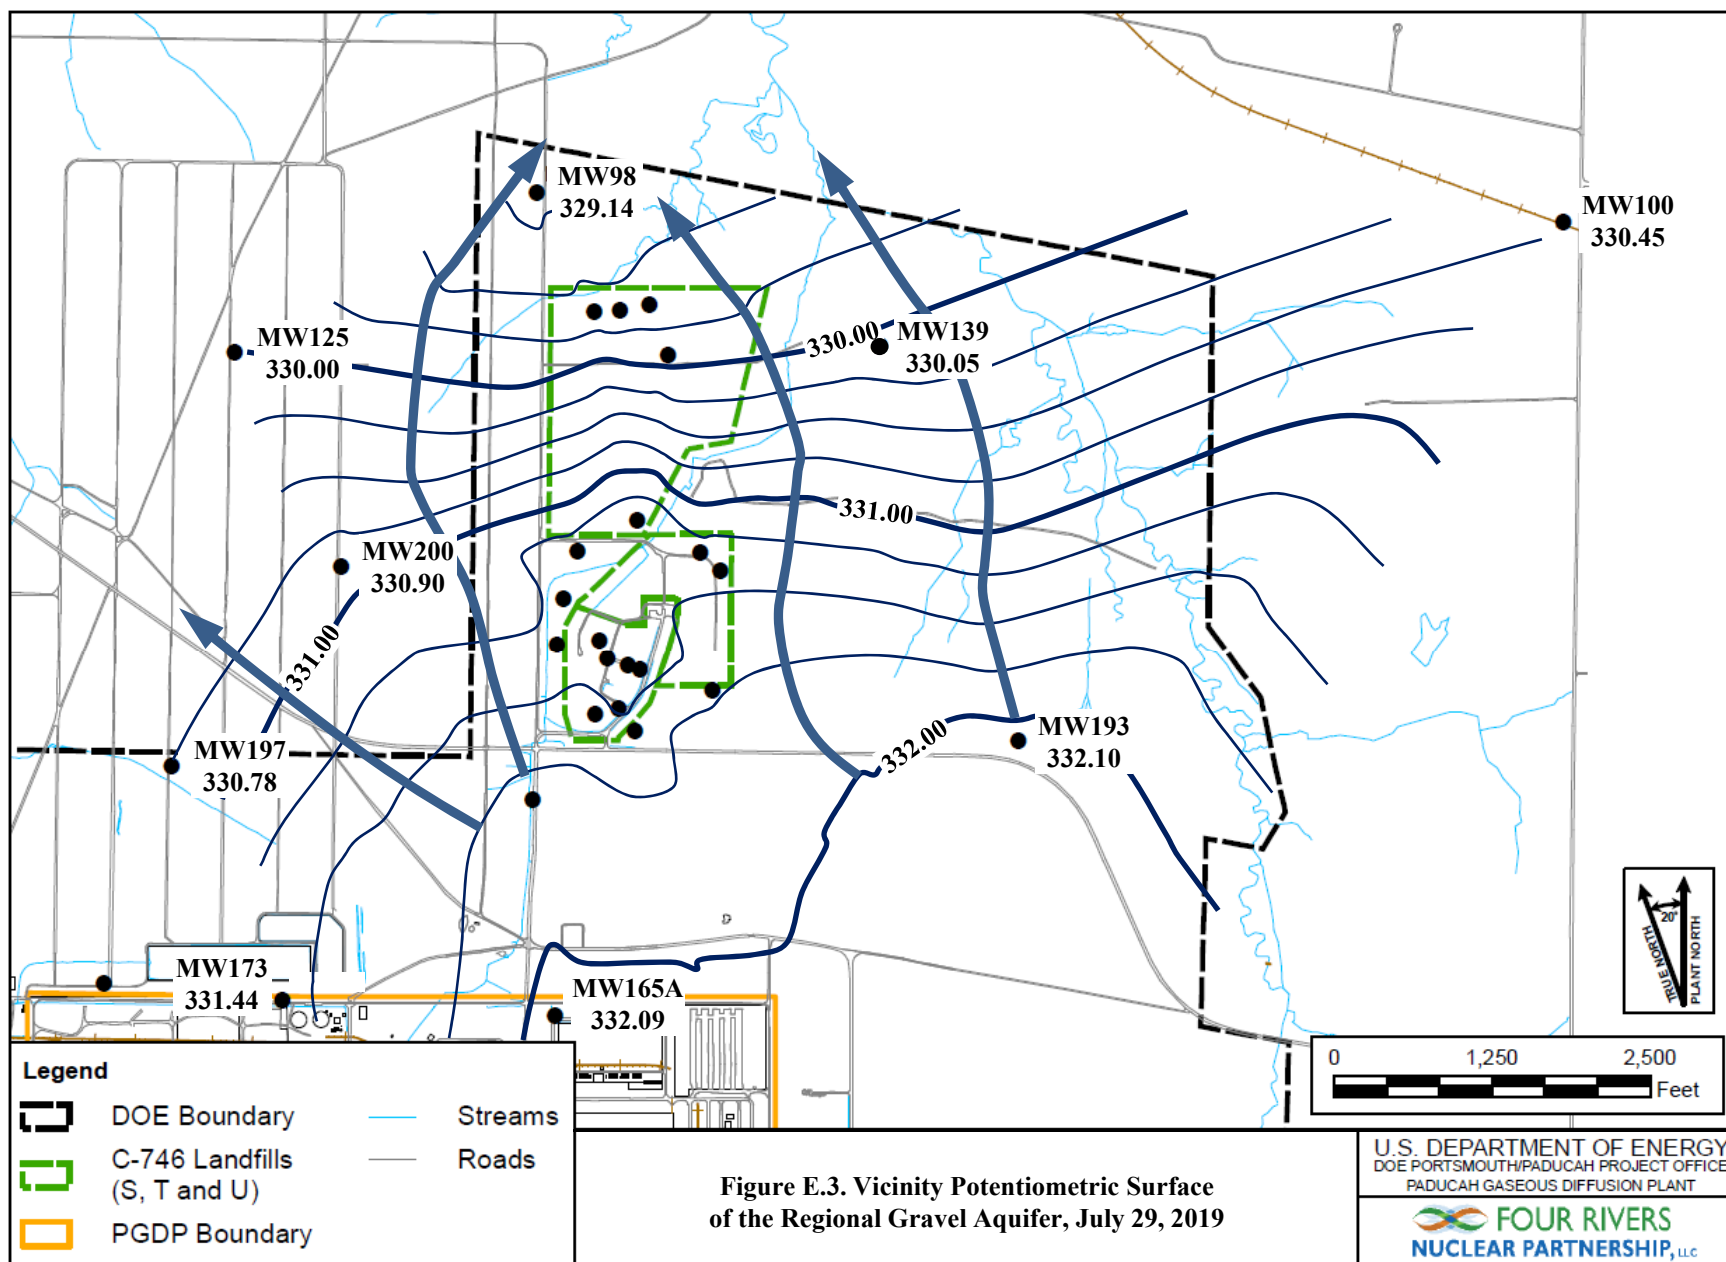 MW98
329.14
MW100
330.45
MW125
330.00
330.00
MW139
330.05
331.00
MW200
330.90
331.00
MW197
330.78
332.00
MW193
332.10
MW173
331.44
MW165A
332.09
20°
TRUE NORTH
PLANT NORTH
0 1,250 2,500
Feet
Legend
DOE Boundary
Streams
C-746 Landfills
(S, T and U)
Roads
PGDP Boundary
Figure E.3. Vicinity Potentiometric Surface
of the Regional Gravel Aquifer, July 29, 2019
U.S. DEPARTMENT OF ENERGY
DOE PORTSMOUTH/PADUCAH PROJECT OFFICE
PADUCAH GASEOUS DIFFUSION PLANT
FOUR RIVERS
NUCLEAR PARTNERSHIP, LLC